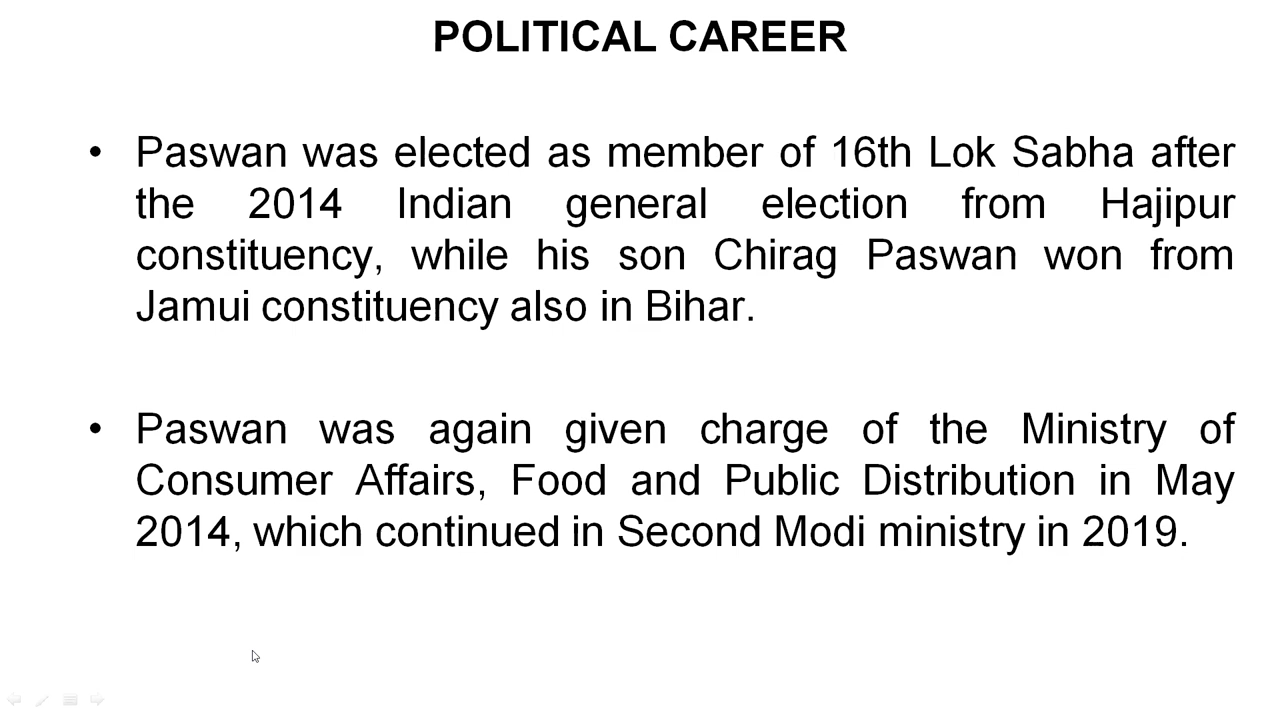 POLITICAL CAREER
• Paswan was elected as member of 16th Lok Sabha after
the 2014 Indian general election from Hajipur
constituency, while his son Chirag Paswan won from
Jamui constituency also in Bihar.
• Paswan was again given charge of the Ministry of
Consumer Affairs, Food and Public Distribution in May
2014, which continued in Second Modi ministry in 2019.